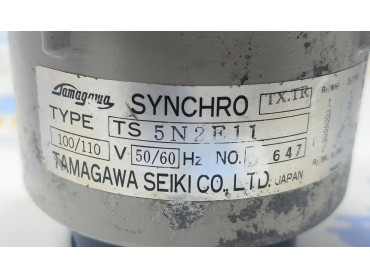 Tamagawa SYNCHRO TX.TR
TYPE TS 5N2E11
100/110 V 50/60 Hz NO. 647
TAMAGAWA SEIKI CO., LTD. JAPAN